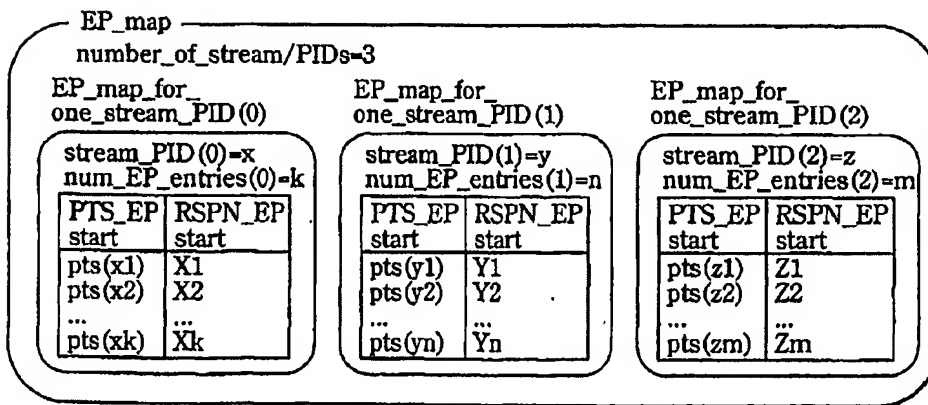 EP_map
number_of_stream/PIDs=3
EP_map_for_
one_stream_PID(0)
stream_PID(0)=x
num_EP_entries(0)=k
PTS_EP RSPN_EP
start start
pts(x1) X1
pts(x2) X2
... ...
pts(xk) Xk
EP_map_for_
one_stream_PID(1)
stream_PID(1)=y
num_EP_entries(1)=n
PTS_EP RSPN_EP
start start
pts(y1) Y1
pts(y2) Y2
... ...
pts(yn) Yn
EP_map_for_
one_stream_PID(2)
stream_PID(2)=z
num_EP_entries(2)=m
PTS_EP RSPN_EP
start start
pts(z1) Z1
pts(z2) Z2
... ...
pts(zm) Zm